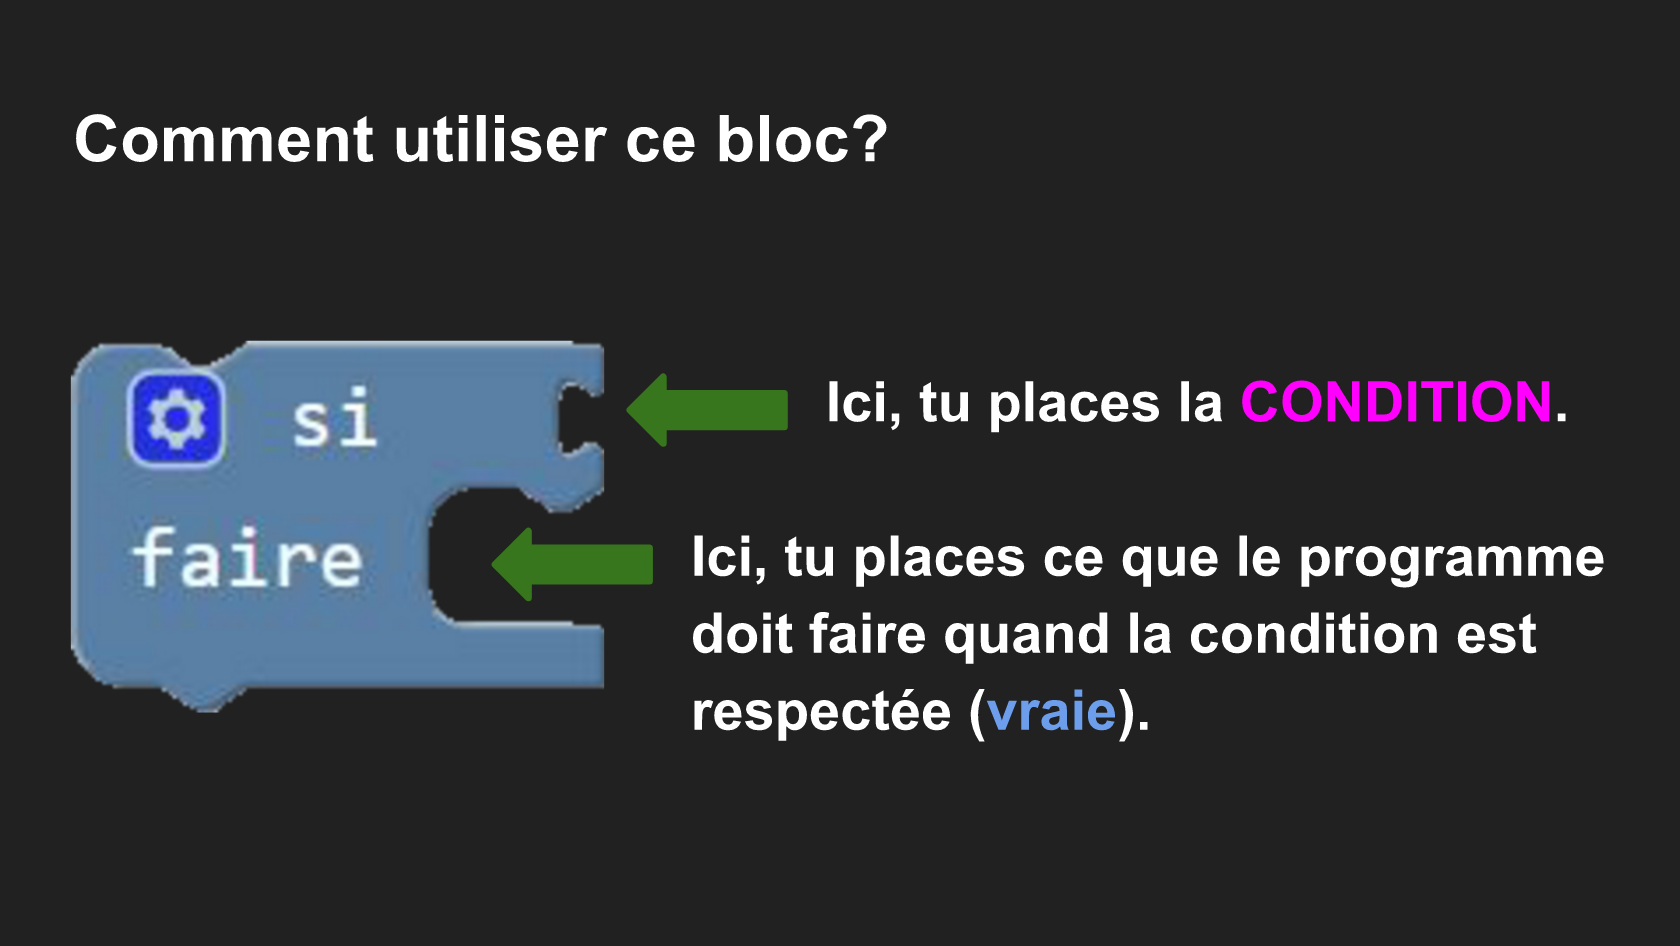 Comment utiliser ce bloc?
si
Ici, tu places la CONDITION.
faire
Ici, tu places ce que le programme
doit faire quand la condition est
respectée (vraie).